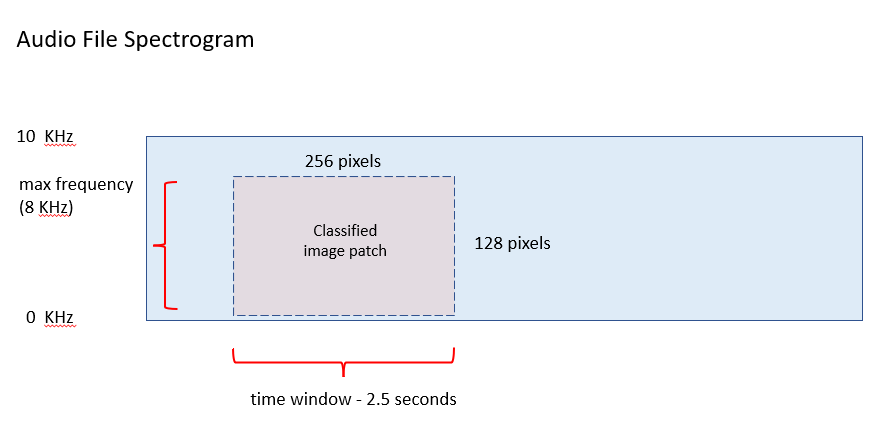 Audio File Spectrogram
10 KHz
256 pixels
max frequency
(8 KHz)
Classified
image patch
128 pixels
0 KHz
time window - 2.5 seconds